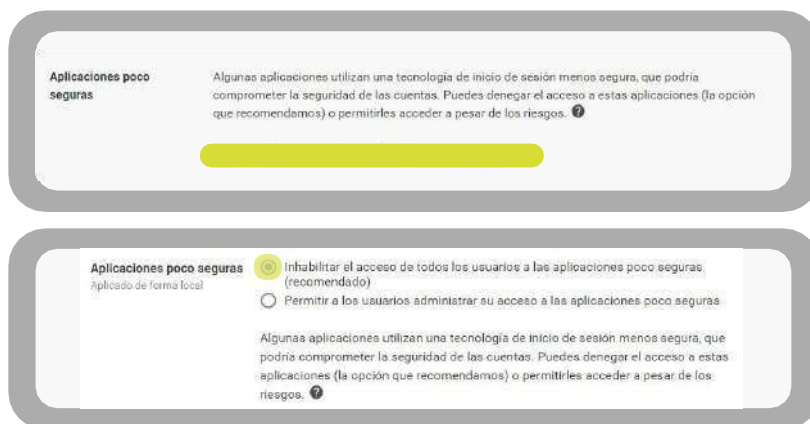 Aplicaciones poco
seguras
Algunas aplicaciones utilizan una tecnología de inicio de sesión menos segura, que podría
comprometer la seguridad de las cuentas. Puedes denegar el acceso a estas aplicaciones (la opción
que recomendamos) o permitirles acceder a pesar de los riesgos. ?
Aplicaciones poco seguras
Aplicado de forma local
Inhabilitar el acceso de todos los usuarios a las aplicaciones poco seguras
(recomendado)
Permitir a los usuarios administrar su acceso a las aplicaciones poco seguras
Algunas aplicaciones utilizan una tecnología de inicio de sesión menos segura, que
podría comprometer la seguridad de las cuentas. Puedes denegar el acceso a estas
aplicaciones (la opción que recomendamos) o permitirles acceder a pesar de los
riesgos. ?